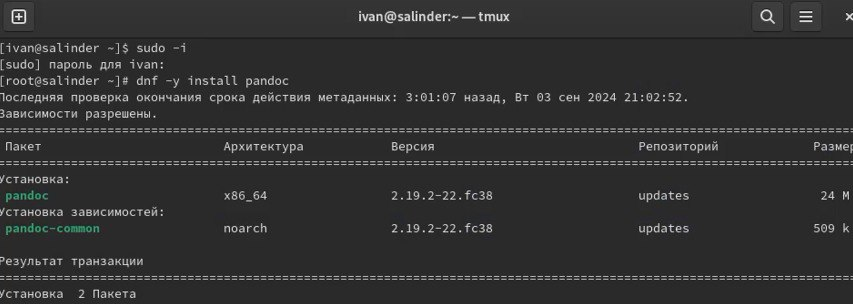 ivan@salinder:~ — tmux
[ivan@salinder ~]$ sudo -i
[sudo] пароль для ivan:
[root@salinder ~]# dnf -y install pandoc
Последняя проверка окончания срока действия метаданных: 3:01:07 назад, Вт 03 сен 2024 21:02:52.
Зависимости разрешены.
================================================================================
Пакет Архитектура Версия Репозиторий Размер
================================================================================
Установка:
pandoc x86_64 2.19.2-22.fc38 updates 24 M
Установка зависимостей:
pandoc-common noarch 2.19.2-22.fc38 updates 509 k
Результат транзакции
================================================================================
Установка 2 Пакета